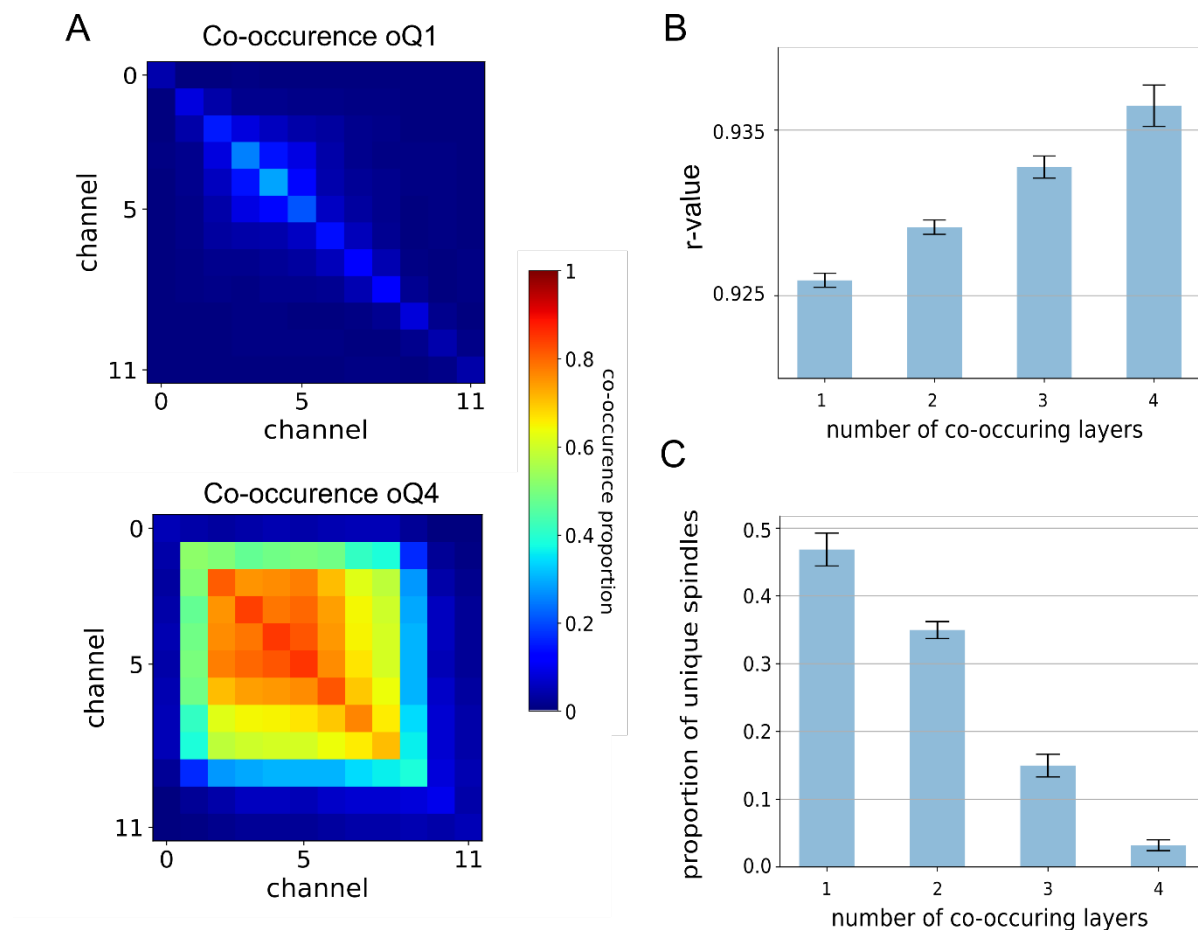 A
Co-occurence oQ1
0
5
11
channel
0
5
11
channel
Co-occurence oQ4
0
5
11
channel
0
5
11
channel
1
0.8
0.6
0.4
0.2
0
co-occurence proportion
B
0.935
0.925
r-value
1
2
3
4
number of co-occuring layers
C
0.5
0.4
0.3
0.2
0.1
0.0
proportion of unique spindles
1
2
3
4
number of co-occuring layers